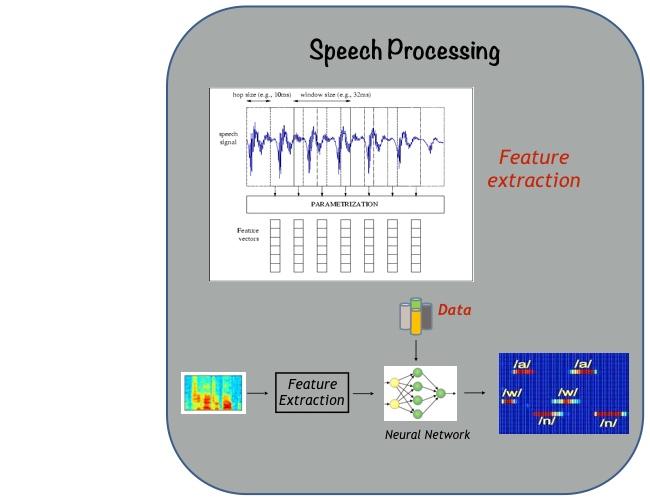 Speech Processing
hop size (e.g., 10ms) window size (e.g., 32ms)
speech
signal
Feature
extraction
PARAMETRIZATION
Feature
vectors
Data
Feature
Extraction
Neural Network
/a/ /a/
/w/ /w/
/n/ /n/